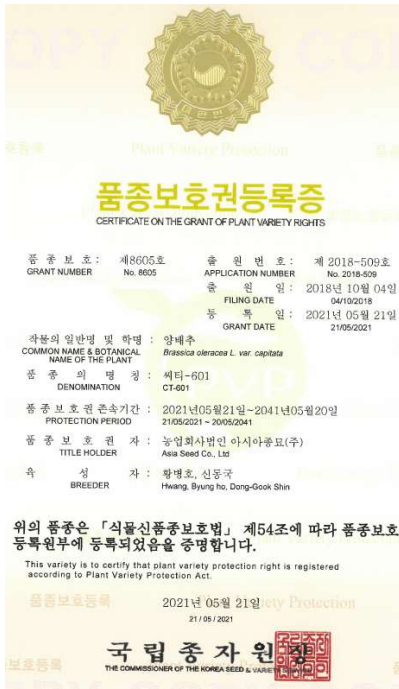 품종보호권등록증
CERTIFICATE ON THE GRANT OF PLANT VARIETY RIGHTS
품 종 보 호 : 제8605호 출 원 번 호 : 제 2018-509호
GRANT NUMBER No. 8605 APPLICATION NUMBER No. 2018-509
출 원 일 : 2018년 10월 04일
FILING DATE 04/10/2018
등 록 일 : 2021년 05월 21일
GRANT DATE 21/05/2021
작물의 일반명 및 학명 : 양배추
COMMON NAME & BOTANICAL Brassica oleracea L. var. capitata
NAME OF THE PLANT
품 종 의 명 칭 : 씨티-601
DENOMINATION CT-601
품 종 보 호 권 존속기간 : 2021년05월21일~2041년05월20일
PROTECTION PERIOD 21/05/2021 ~ 20/05/2041
품 종 보 호 권 자 : 농업회사법인 아시아종묘(주)
TITLE HOLDER Asia Seed Co., Ltd
육 성 자 : 황병호, 신동국
BREEDER Hwang, Byung ho, Dong-Gook Shin
위의 품종은 「식물신품종보호법」 제54조에 따라 품종보호
등록원부에 등록되었음을 증명합니다.
This variety is to certify that plant variety protection right is registered
according to Plant Variety Protection Act.
품종보호등록 Plant Variety Protection
2021년 05월 21일
21 / 05 / 2021
국 립 종 자 원 장
THE COMMISSIONER OF THE KOREA SEED & VARIETY